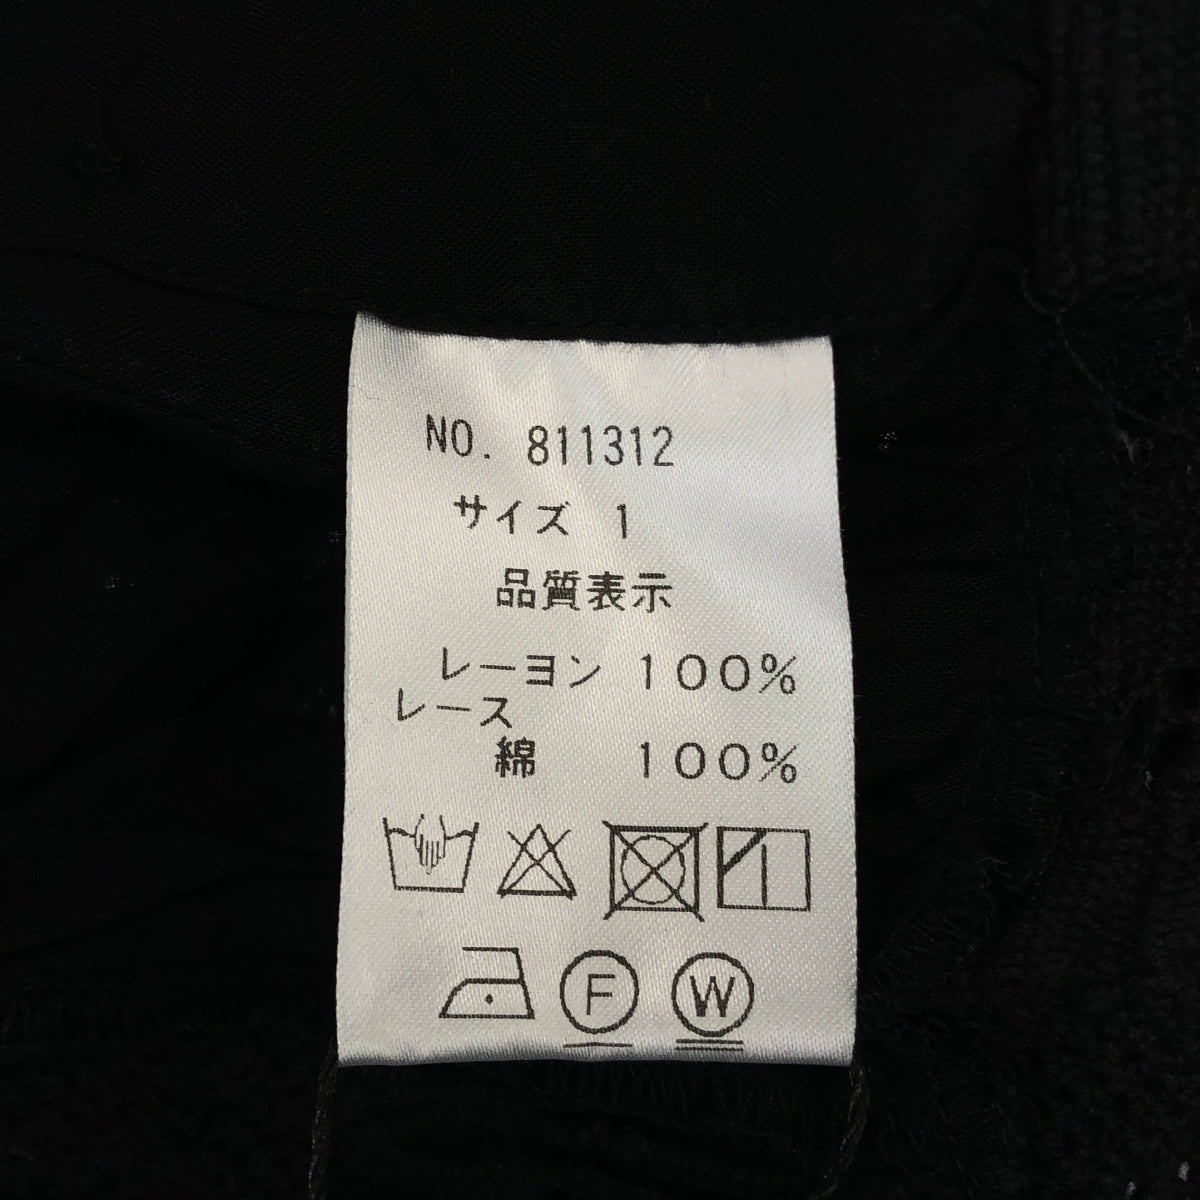 NO. 811312
サイズ 1
品質表示
レーヨン 100%
レース
綿 100%
F W